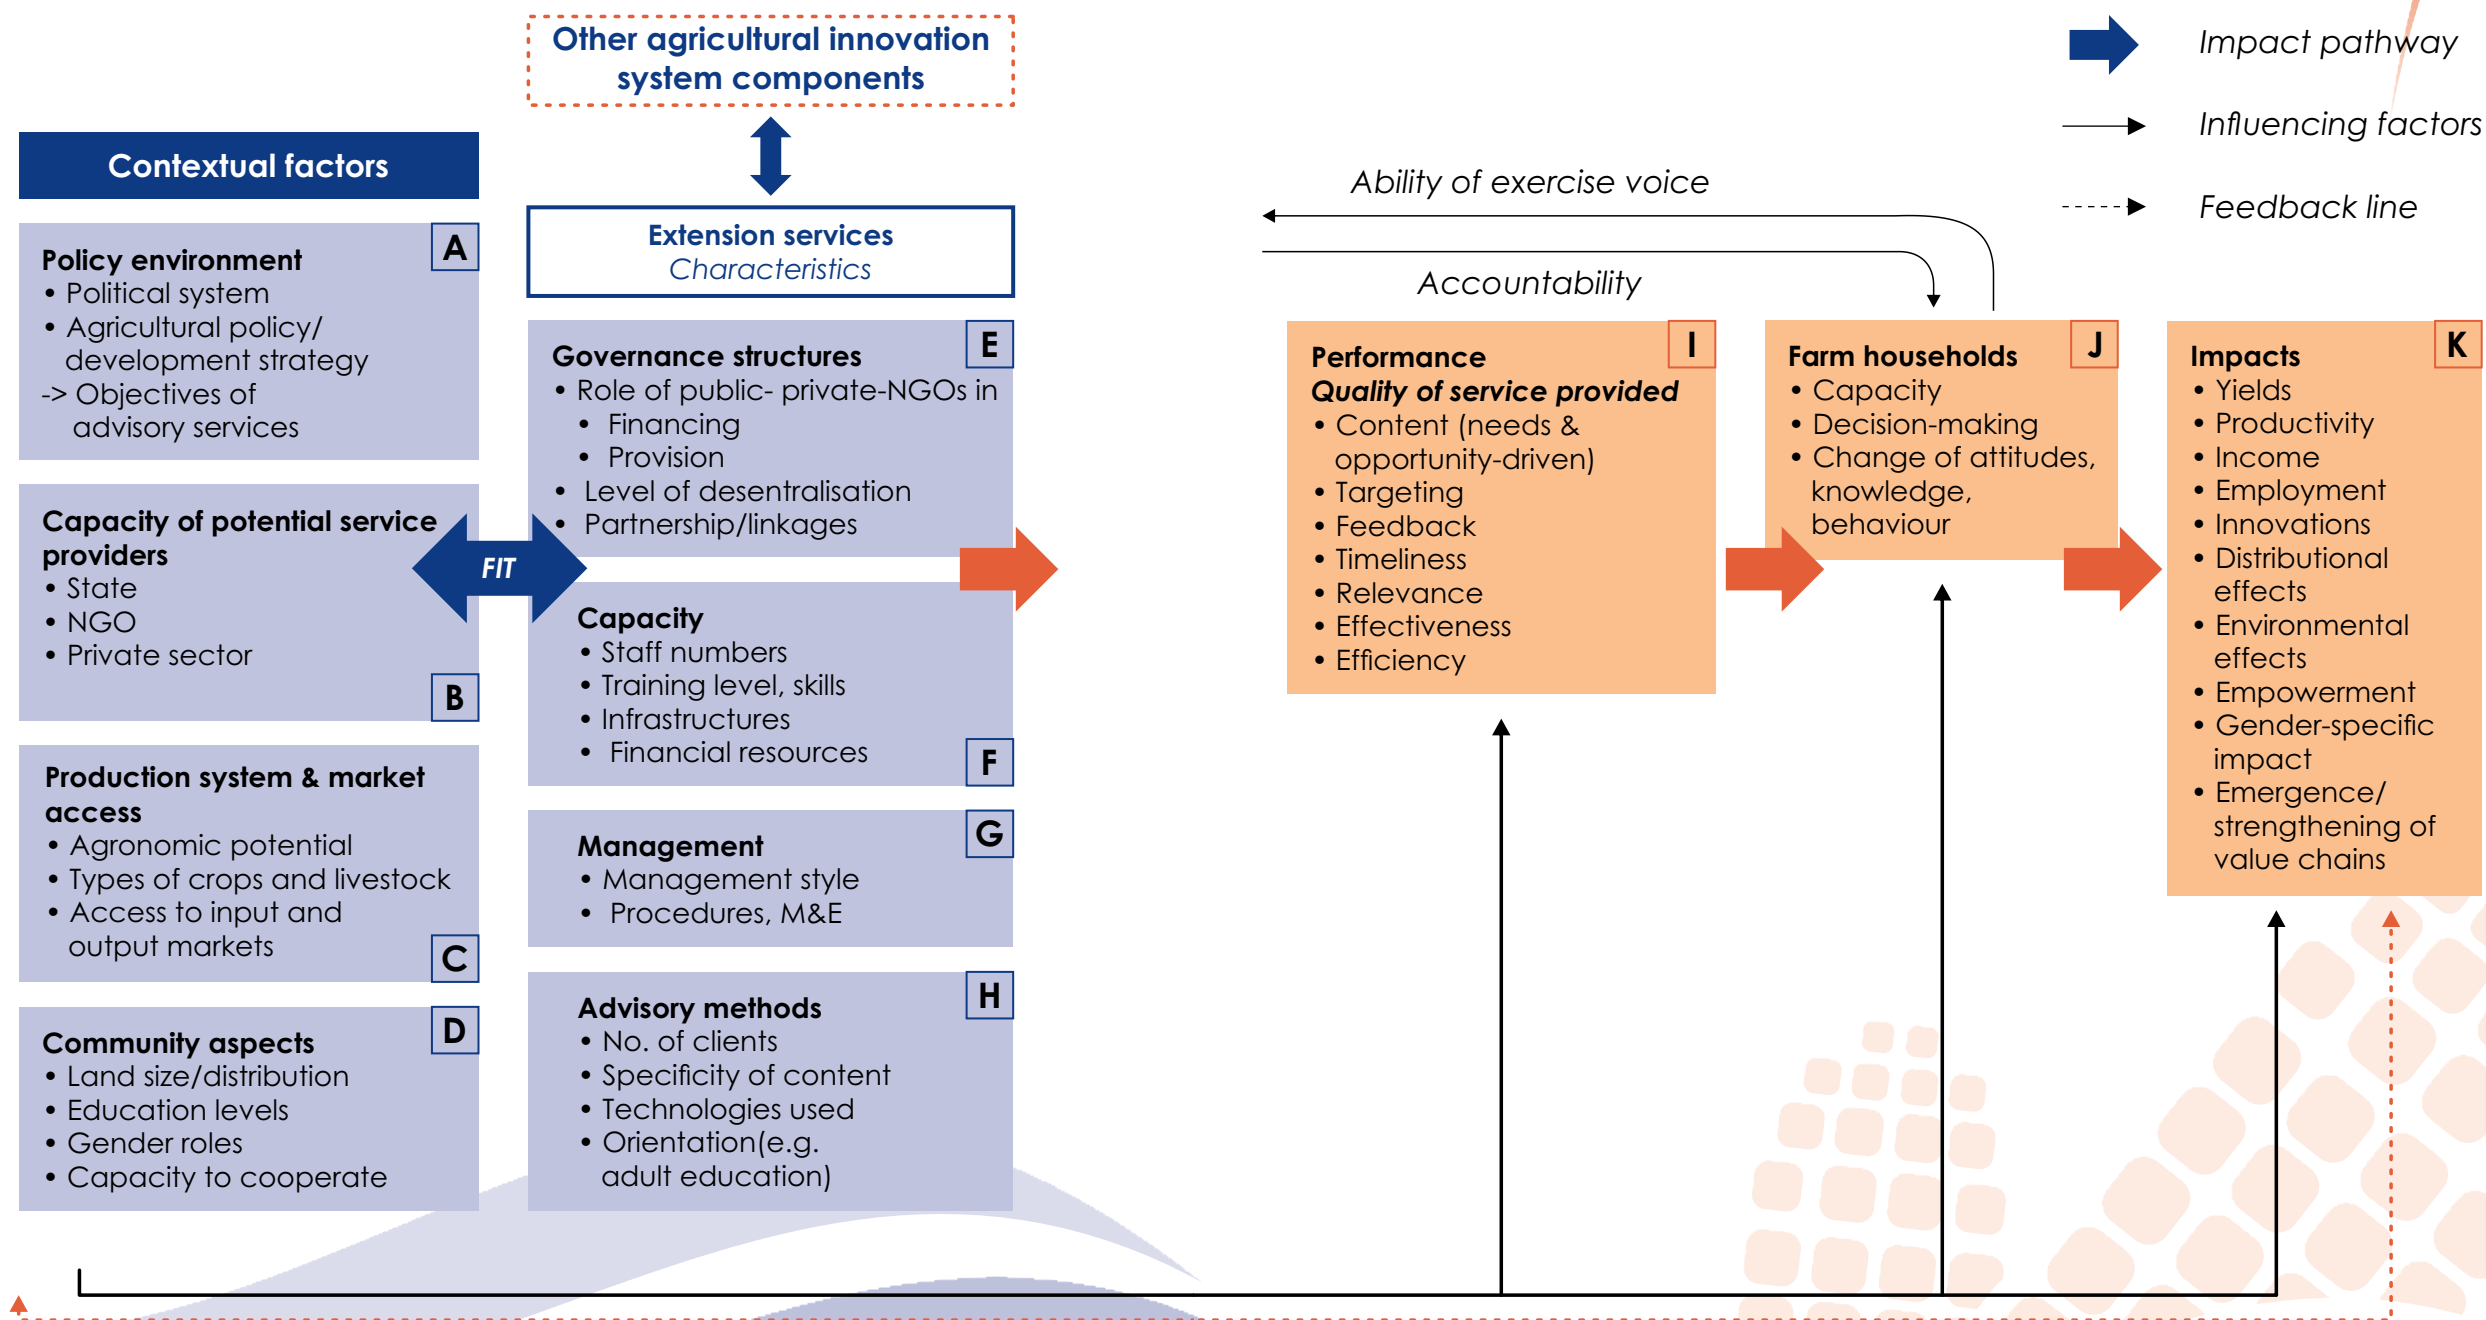 Other agricultural innovation
system components
Impact pathway
Influencing factors
Feedback line
Contextual factors
A
Policy environment
• Political system
• Agricultural policy/
development strategy
-> Objectives of
advisory services
Capacity of potential service
providers
• State
• NGO
• Private sector
B
Production system & market
access
• Agronomic potential
• Types of crops and livestock
• Access to input and
output markets
C
D
Community aspects
• Land size/distribution
• Education levels
• Gender roles
• Capacity to cooperate
FIT
Extension services
Characteristics
E
Governance structures
• Role of public- private-NGOs in
• Financing
• Provision
• Level of desentralisation
• Partnership/linkages
Capacity
• Staff numbers
• Training level, skills
• Infrastructures
• Financial resources
F
G
Management
• Management style
• Procedures, M&E
H
Advisory methods
• No. of clients
• Specificity of content
• Technologies used
• Orientation(e.g.
adult education)
Ability of exercise voice
Accountability
I
Performance
Quality of service provided
• Content (needs &
opportunity-driven)
• Targeting
• Feedback
• Timeliness
• Relevance
• Effectiveness
• Efficiency
J
Farm households
• Capacity
• Decision-making
• Change of attitudes,
knowledge,
behaviour
K
Impacts
• Yields
• Productivity
• Income
• Employment
• Innovations
• Distributional
effects
• Environmental
effects
• Empowerment
• Gender-specific
impact
• Emergence/
strengthening of
value chains